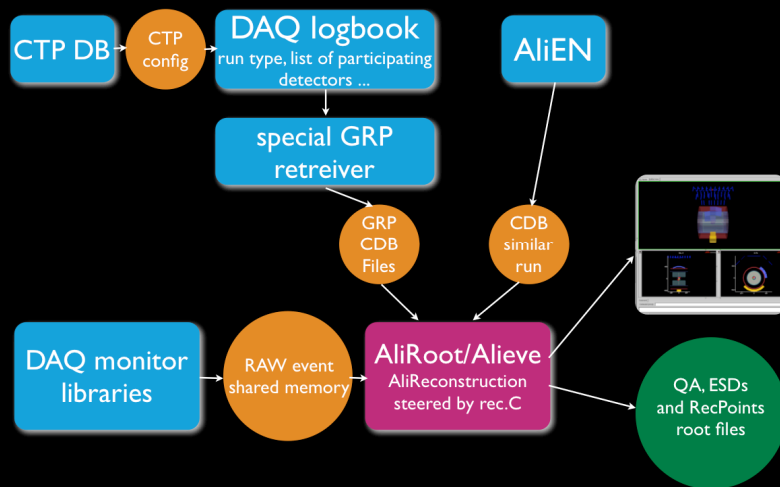 CTP DB
CTP
config
DAQ logbook
run type, list of participating
detectors ...
AliEN
special GRP
retreiver
GRP
CDB
Files
CDB
similar
run
DAQ monitor
libraries
RAW event
shared memory
AliRoot/Alieve
AliReconstruction
steered by rec.C
QA, ESDs
and RecPoints
root files